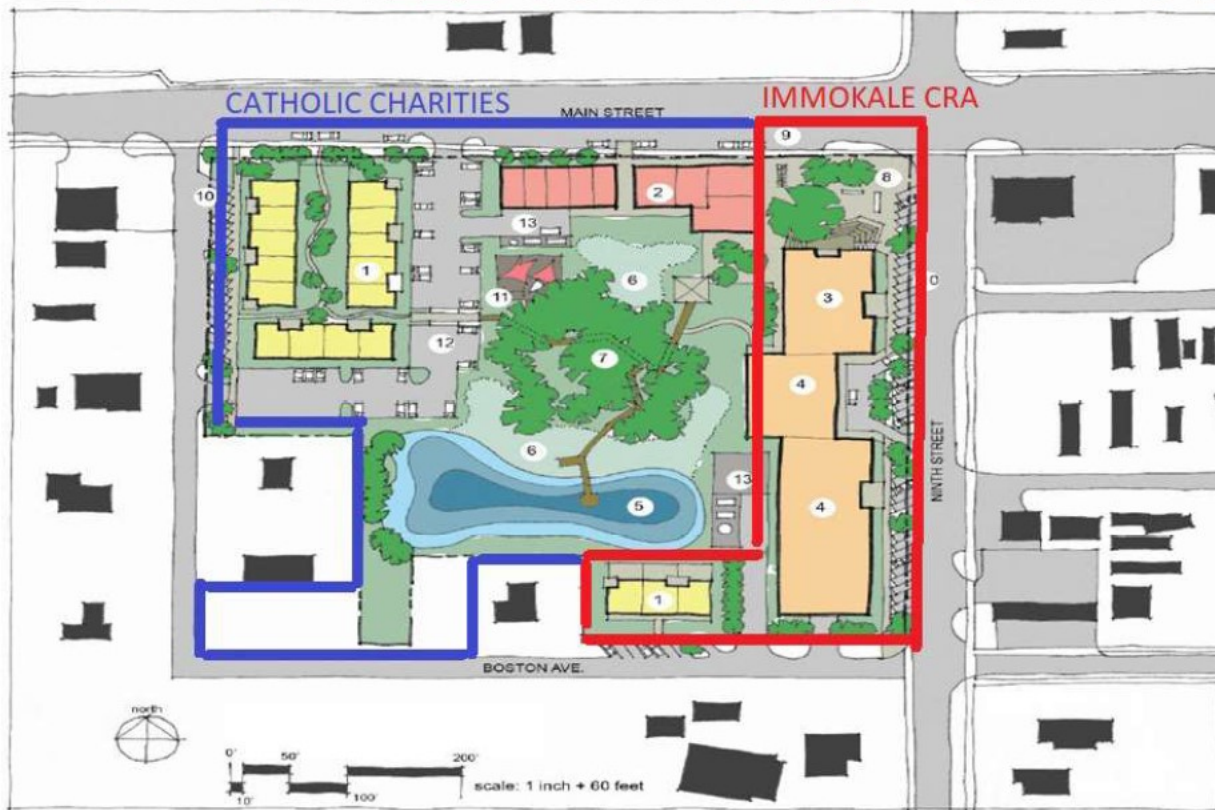 CATHOLIC CHARITIES
IMMOKALE CRA
MAIN STREET
9
8
10
2
13
1
6
3
0
11
12
7
4
6
13
5
4
NINTH STREET
1
BOSTON AVE.
north
0' 50' 200'
10' 100'
scale: 1 inch + 60 feet